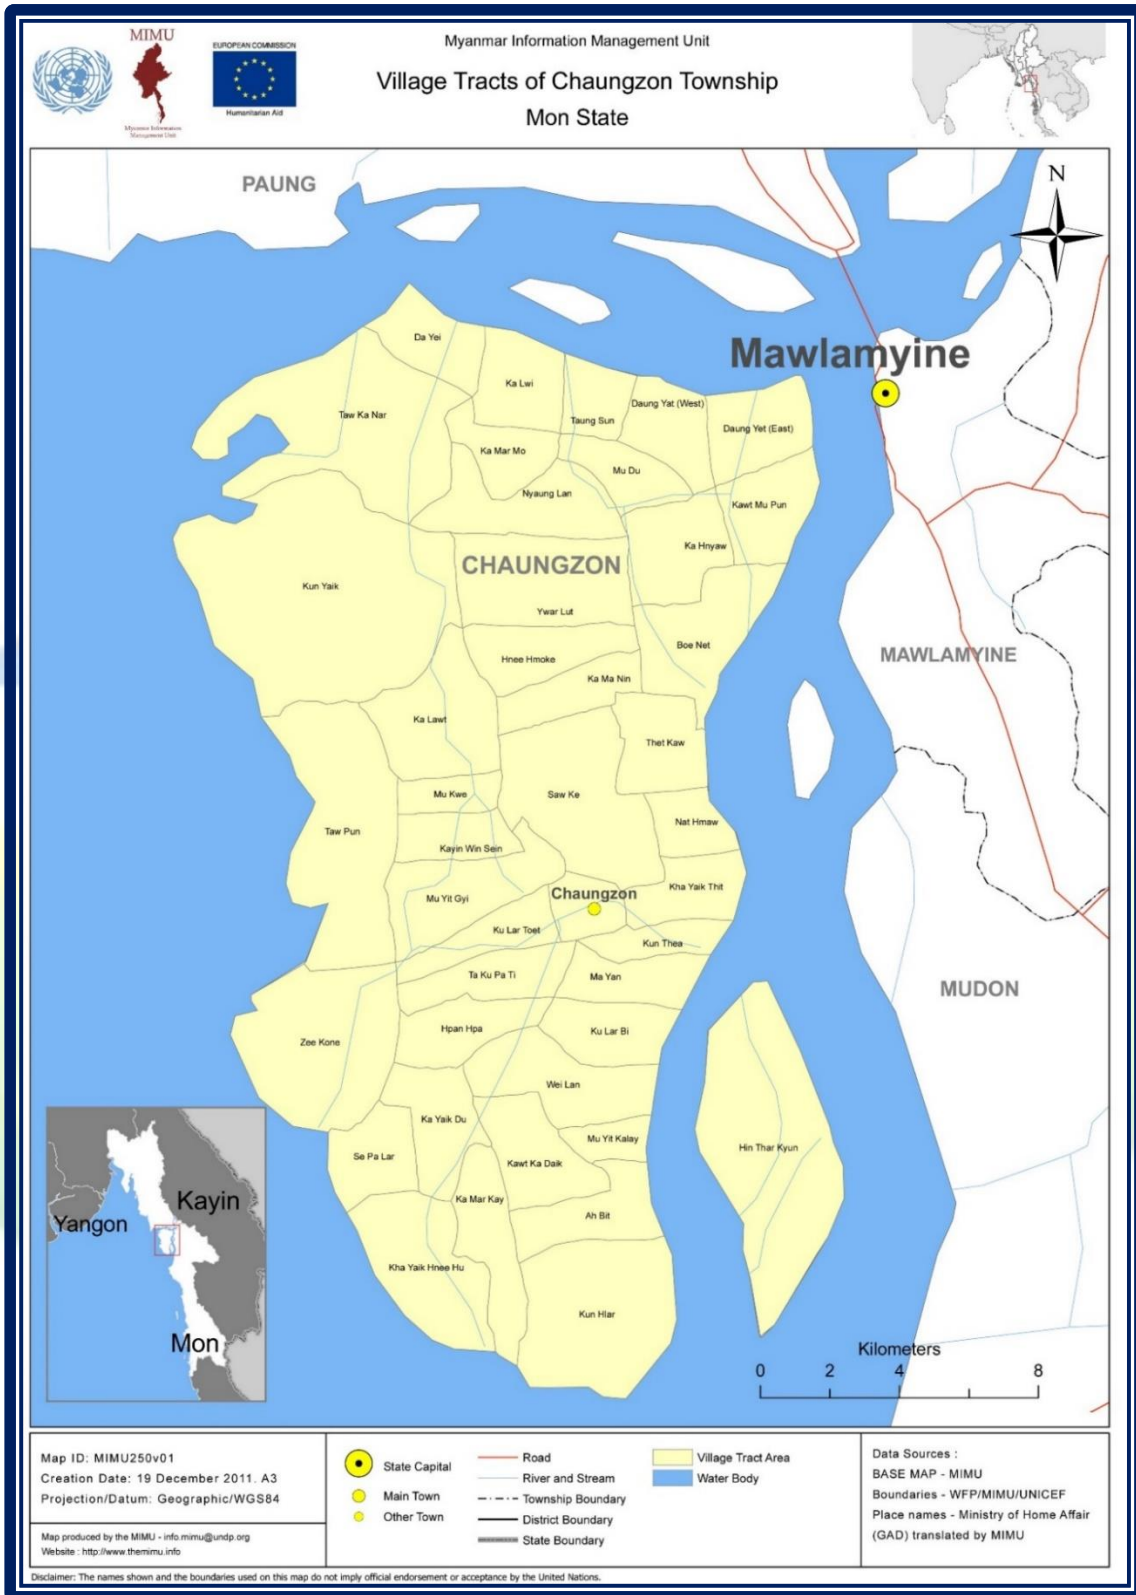 MIMU
Myanmar Information
Management Unit
EUROPEAN COMMISSION
Humanitarian Aid
Myanmar Information Management Unit
Village Tracts of Chaungzon Township
Mon State
PAUNG
N
Mawlamyine
Da Yei
Ka Lwi
Taw Ka Nar
Taung Sun
Daung Yat (West)
Daung Yet (East)
Ka Mar Mo
Mu Du
Nyaung Lan
Kawt Mu Pun
Ka Hnyaw
CHAUNGZON
Kun Yaik
Ywar Lut
Boe Net
MAWLAMYINE
Hnee Hmoke
Ka Ma Nin
Ka Lawt
Thet Kaw
Mu Kwe
Saw Ke
Nat Hmaw
Taw Pun
Kayin Win Sein
Kha Yaik Thit
Mu Yit Gyi
Chaungzon
Ku Lar Toet
Kun Thea
Ta Ku Pa Ti
Ma Yan
MUDON
Hpan Hpa
Ku Lar Bi
Zee Kone
Wei Lan
Ka Yaik Du
Mu Yit Kalay
Hin Thar Kyun
Se Pa Lar
Kawt Ka Daik
Ka Mar Kay
Ah Bit
Kha Yaik Hnee Hu
Kun Hlar
Kayin
Yangon
Mon
Kilometers
0 2 4 8
Map ID: MIMU250v01
Creation Date: 19 December 2011. A3
Projection/Datum: Geographic/WGS84
Map produced by the MIMU - info.mimu@undp.org
Website : http://www.themimu.info
State Capital
Main Town
Other Town
Road
River and Stream
Township Boundary
District Boundary
State Boundary
Village Tract Area
Water Body
Data Sources :
BASE MAP - MIMU
Boundaries - WFP/MIMU/UNICEF
Place names - Ministry of Home Affair
(GAD) translated by MIMU
Disclaimer: The names shown and the boundaries used on this map do not imply official endorsement or acceptance by the United Nations.